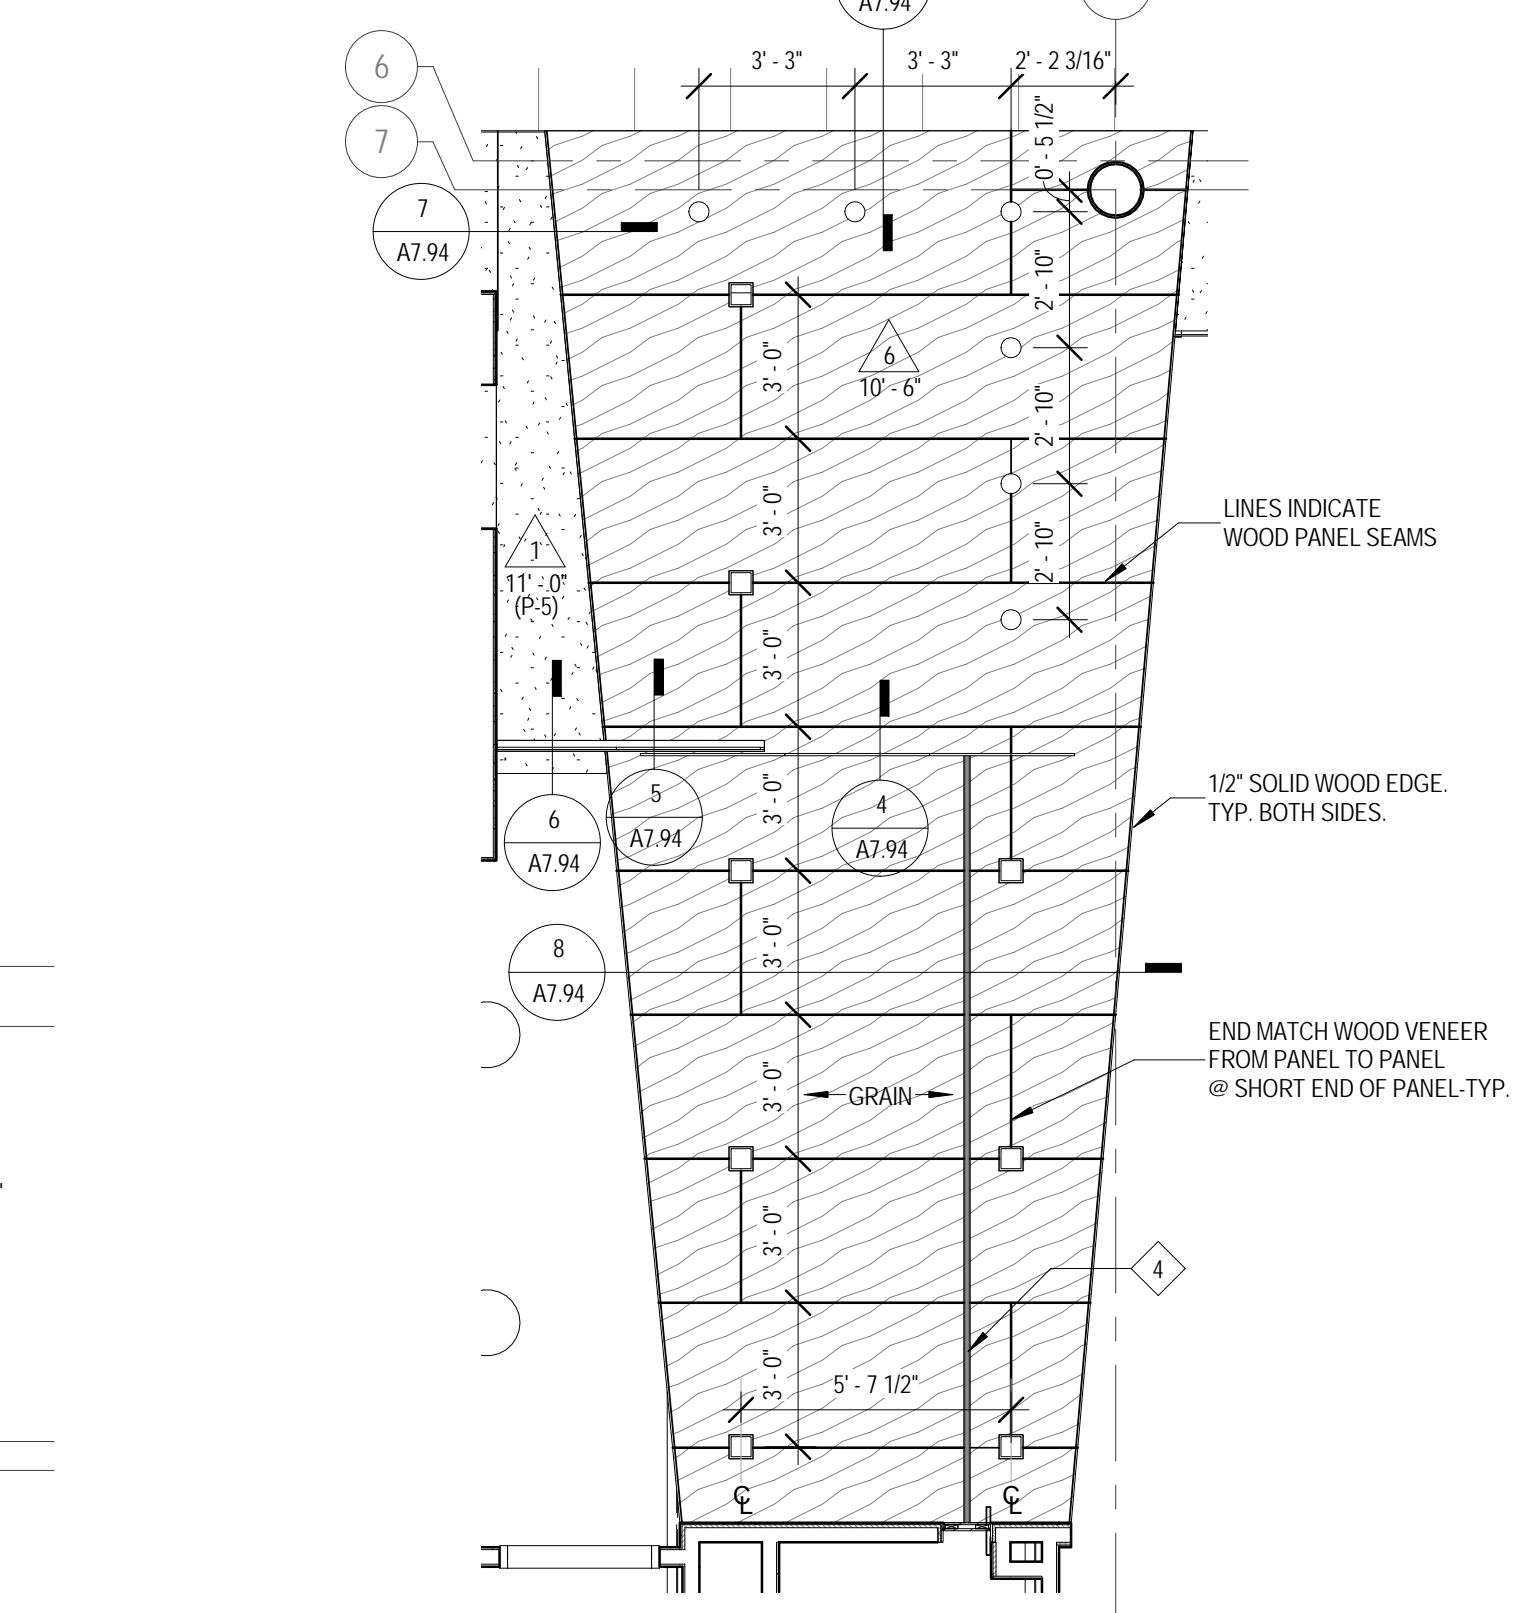 A7.94
6
3' - 3"
3' - 3"
2' - 2 3/16"
7
0' - 5 1/2"
7
A7.94
2' - 10"
3' - 0"
6
10' - 6"
2' - 10"
LINES INDICATE
WOOD PANEL SEAMS
3' - 0"
1
11' - 0"
(P-5)
2' - 10"
3' - 0"
1/2" SOLID WOOD EDGE.
TYP. BOTH SIDES.
3' - 0"
5
A7.94
4
A7.94
6
A7.94
3' - 0"
8
A7.94
END MATCH WOOD VENEER
FROM PANEL TO PANEL
@ SHORT END OF PANEL-TYP.
3' - 0"
GRAIN
3' - 0"
4
3' - 0"
5' - 7 1/2"
CL
CL